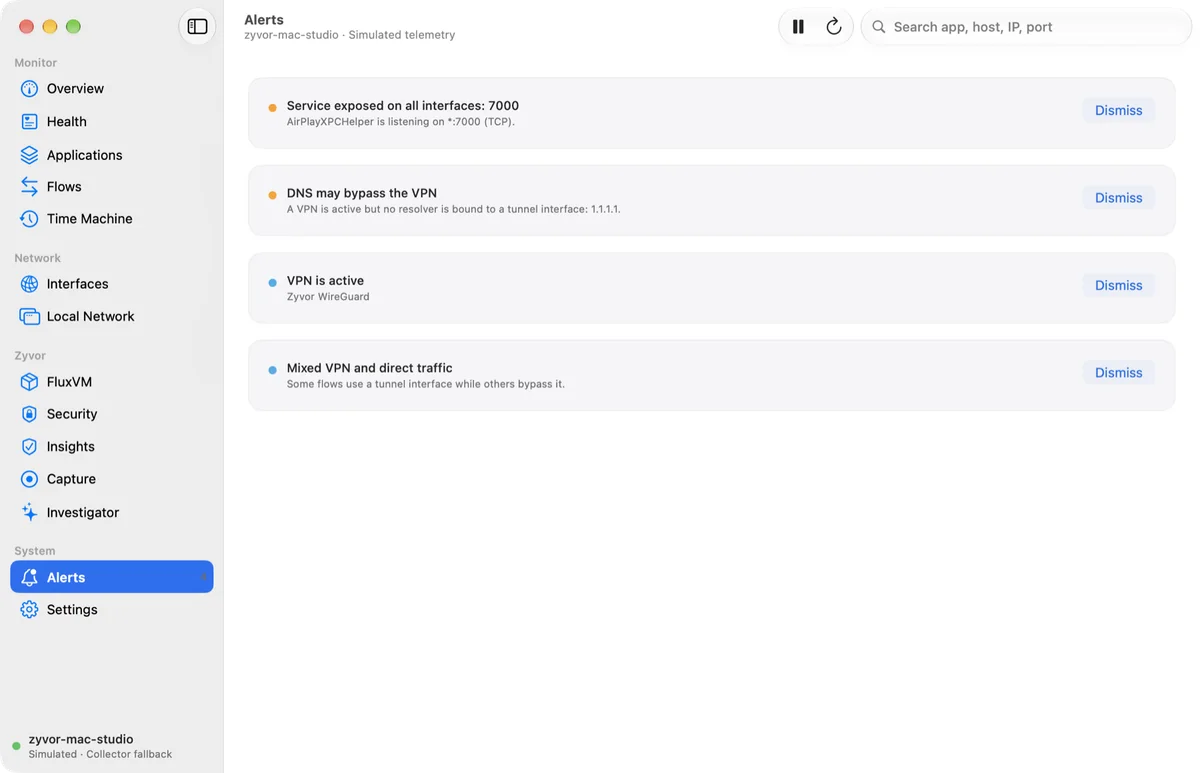 Alerts
zyvor-mac-studio · Simulated telemetry
Search app, host, IP, port
Monitor
Overview
Health
Applications
Flows
Time Machine
Network
Interfaces
Local Network
Zyvor
FluxVM
Security
Insights
Capture
Investigator
System
Alerts
Settings
zyvor-mac-studio
Simulated · Collector fallback
Service exposed on all interfaces: 7000
AirPlayXPCHelper is listening on *:7000 (TCP).
Dismiss
DNS may bypass the VPN
A VPN is active but no resolver is bound to a tunnel interface: 1.1.1.1.
Dismiss
VPN is active
Zyvor WireGuard
Dismiss
Mixed VPN and direct traffic
Some flows use a tunnel interface while others bypass it.
Dismiss